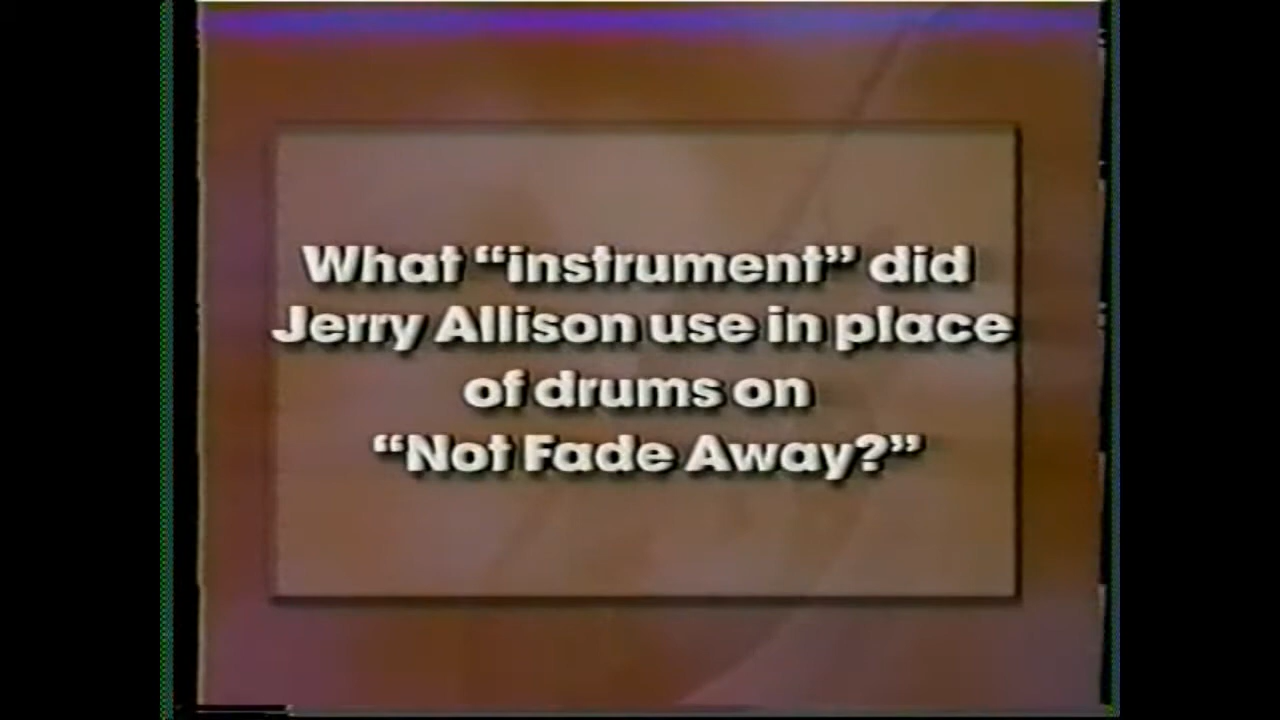 What “instrument” did
Jerry Allison use in place
of drums on
“Not Fade Away?”